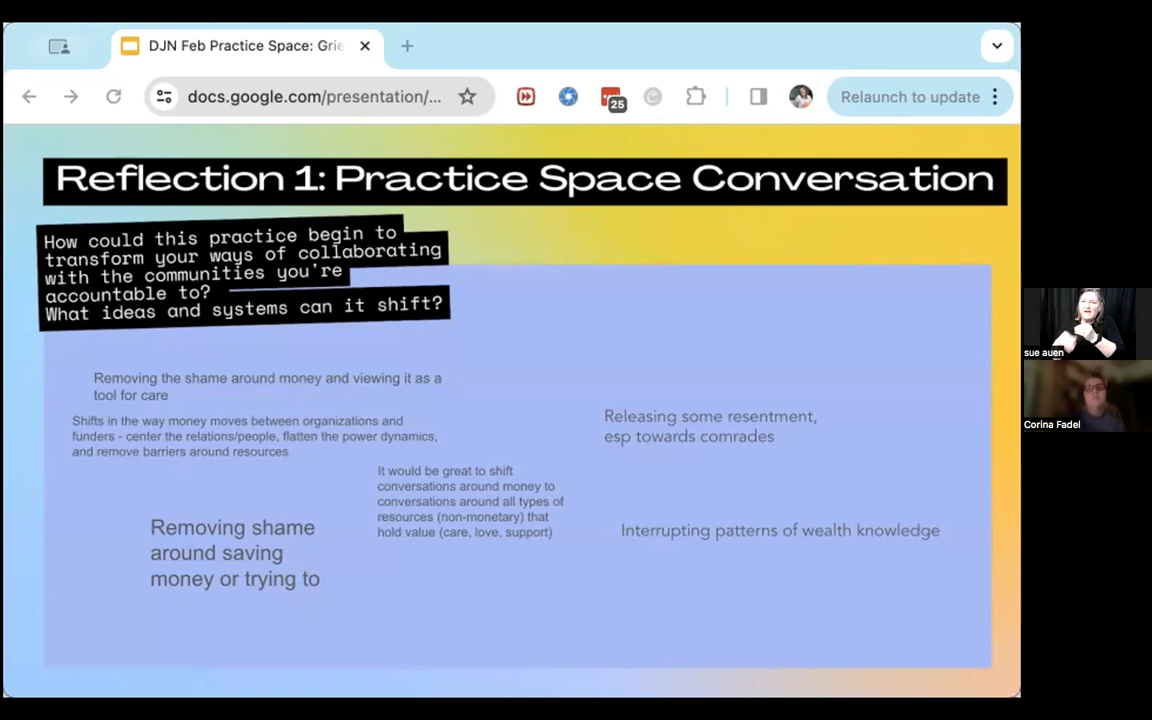 DJN Feb Practice Space: Grie
docs.google.com/presentation/...
25
Relaunch to update
Reflection 1: Practice Space Conversation
How could this practice begin to
transform your ways of collaborating
with the communities you're
accountable to?
What ideas and systems can it shift?
Removing the shame around money and viewing it as a
tool for care
Shifts in the way money moves between organizations and
funders - center the relations/people, flatten the power dynamics,
and remove barriers around resources
It would be great to shift
conversations around money to
conversations around all types of
resources (non-monetary) that
hold value (care, love, support)
Removing shame
around saving
money or trying to
Releasing some resentment,
esp towards comrades
Interrupting patterns of wealth knowledge
sue auen
Corina Fadel